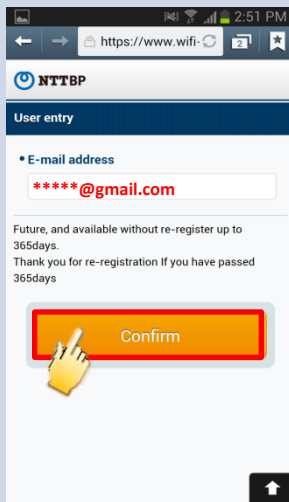 2:51 PM
https://www.wifi-
2
NTTBP
User entry
• E-mail address
*****@gmail.com
Future, and available without re-register up to
365days.
Thank you for re-registration If you have passed
365days
Confirm